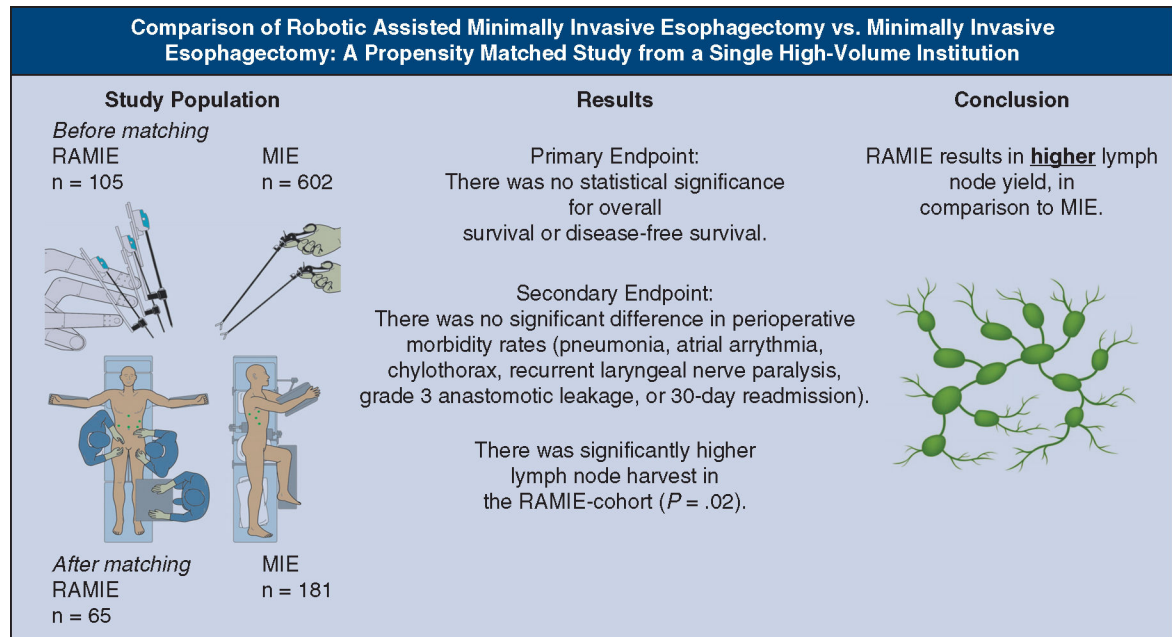 Comparison of Robotic Assisted Minimally Invasive Esophagectomy vs. Minimally Invasive
Esophagectomy: A Propensity Matched Study from a Single High-Volume Institution
Study Population
Before matching
RAMIE
n = 105
MIE
n = 602
After matching
RAMIE
n = 65
MIE
n = 181
Results
Primary Endpoint:
There was no statistical significance
for overall
survival or disease-free survival.
Secondary Endpoint:
There was no significant difference in perioperative
morbidity rates (pneumonia, atrial arrythmia,
chylothorax, recurrent laryngeal nerve paralysis,
grade 3 anastomotic leakage, or 30-day readmission).
There was significantly higher
lymph node harvest in
the RAMIE-cohort (P = .02).
Conclusion
RAMIE results in higher lymph
node yield, in
comparison to MIE.